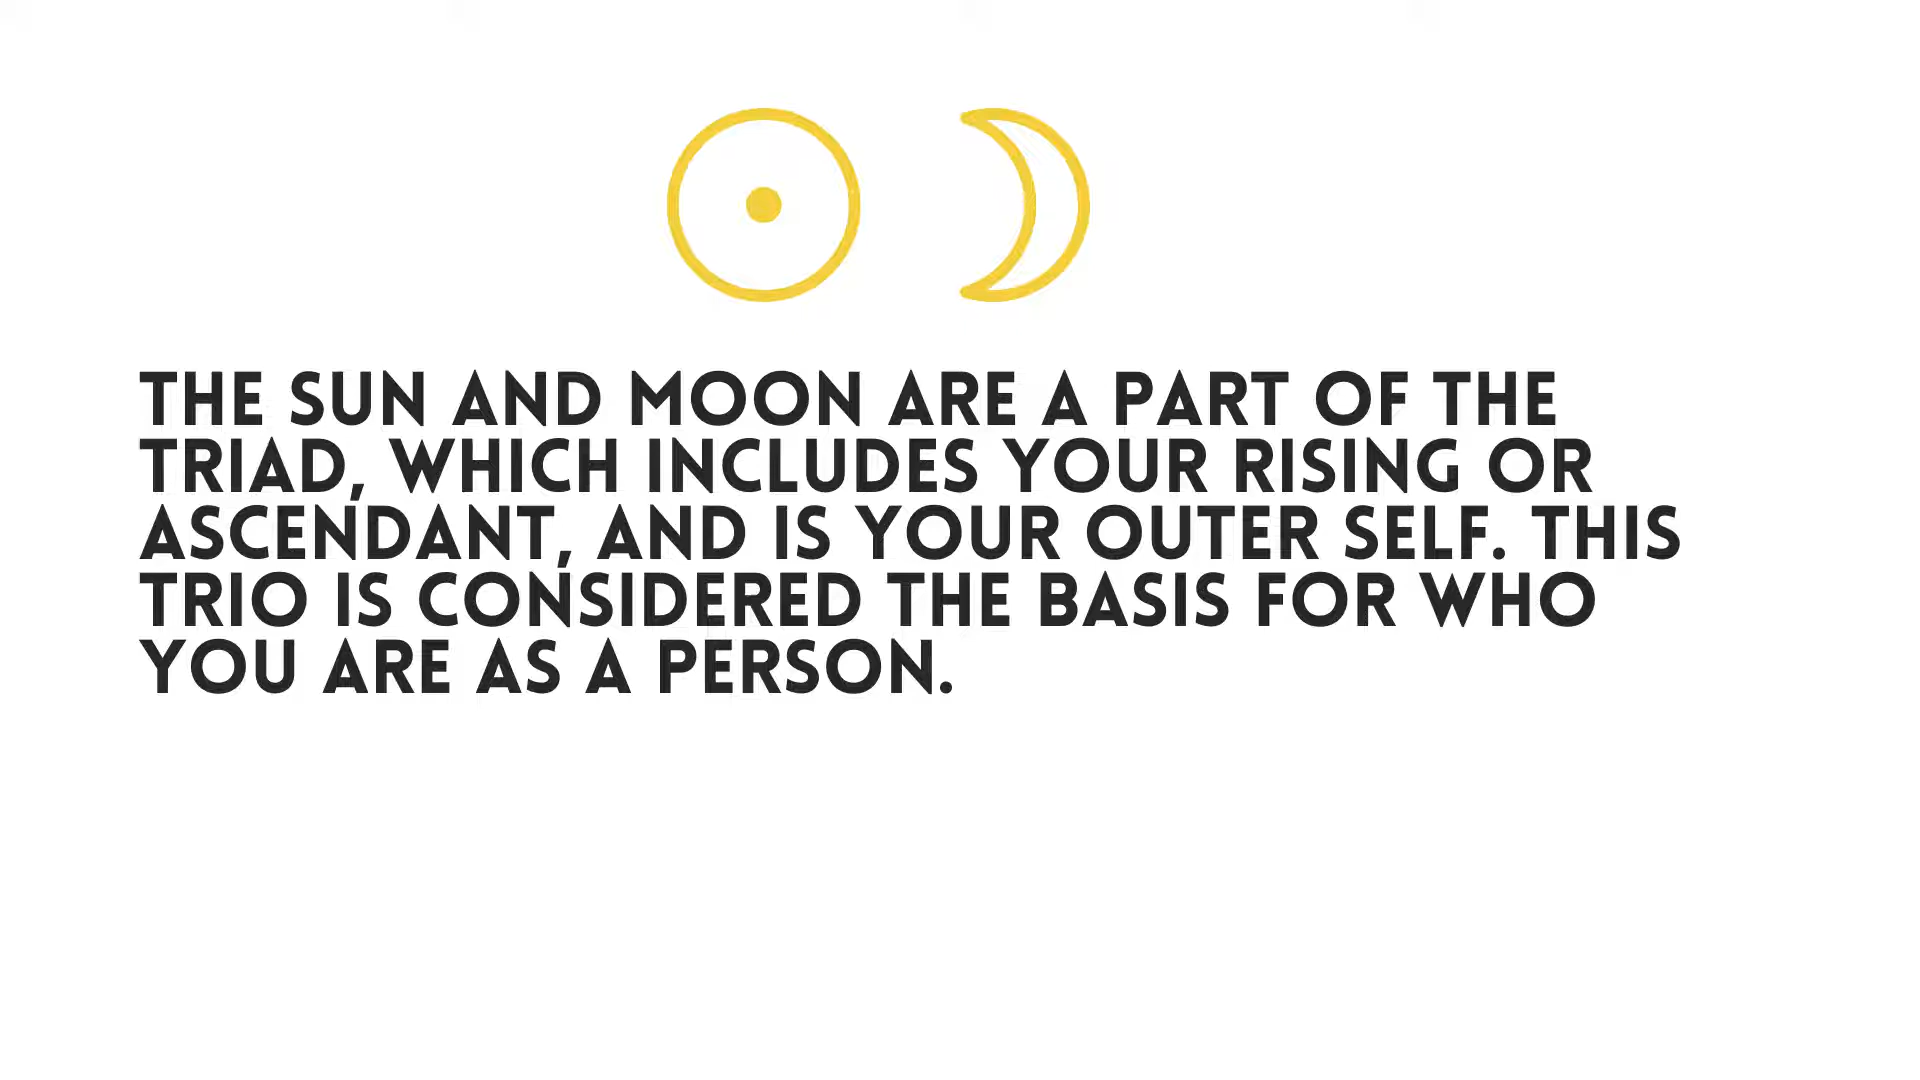 THE SUN AND MOON ARE A PART OF THE
TRIAD, WHICH INCLUDES YOUR RISING OR
ASCENDANT, AND IS YOUR OUTER SELF. THIS
TRIO IS CONSIDERED THE BASIS FOR WHO
YOU ARE AS A PERSON.